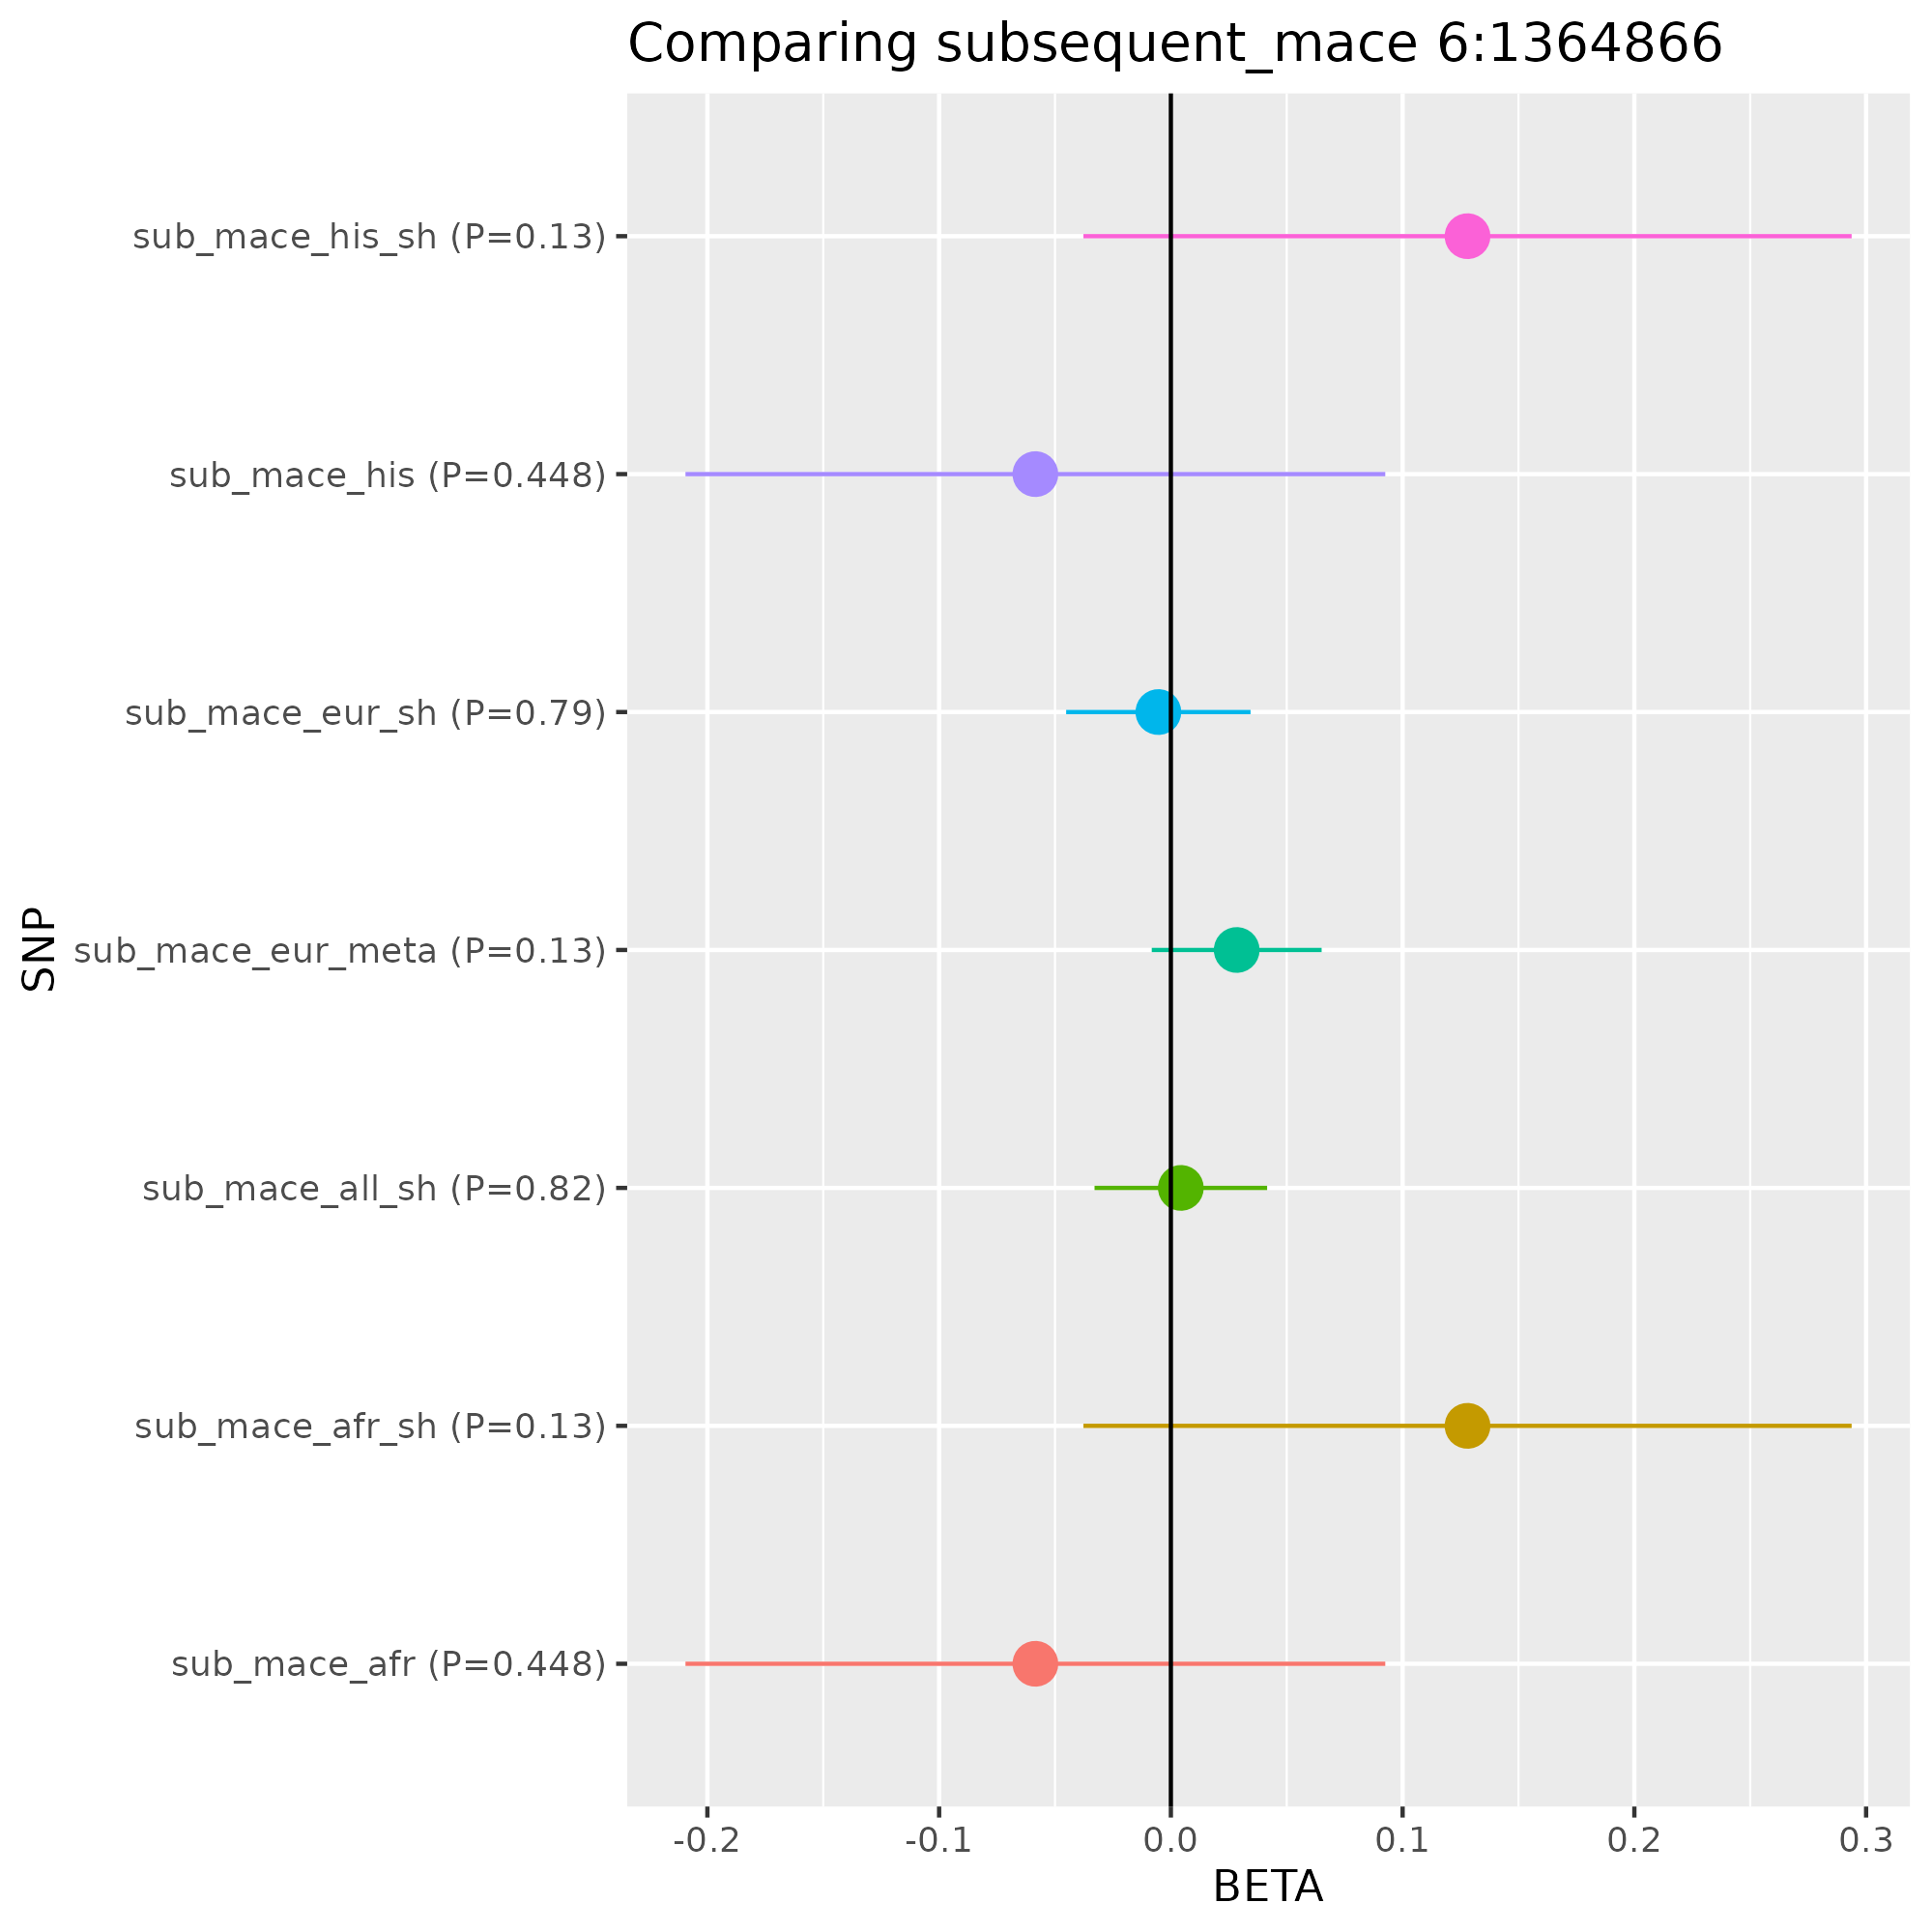 Comparing subsequent_mace 6:1364866
sub_mace_his_sh (P=0.13)
sub_mace_his (P=0.448)
sub_mace_eur_sh (P=0.79)
sub_mace_eur_meta (P=0.13)
sub_mace_all_sh (P=0.82)
sub_mace_afr_sh (P=0.13)
sub_mace_afr (P=0.448)
SNP
-0.2 -0.1 0.0 0.1 0.2 0.3
BETA